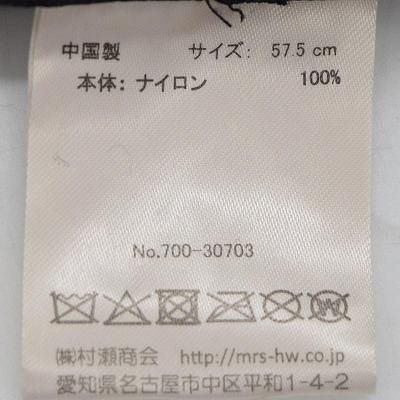 中国製 サイズ: 57.5 cm
本体: ナイロン 100%
No.700-30703
㈱村瀬商会 http://mrs-hw.co.jp/
愛知県名古屋市中区平和1-4-2